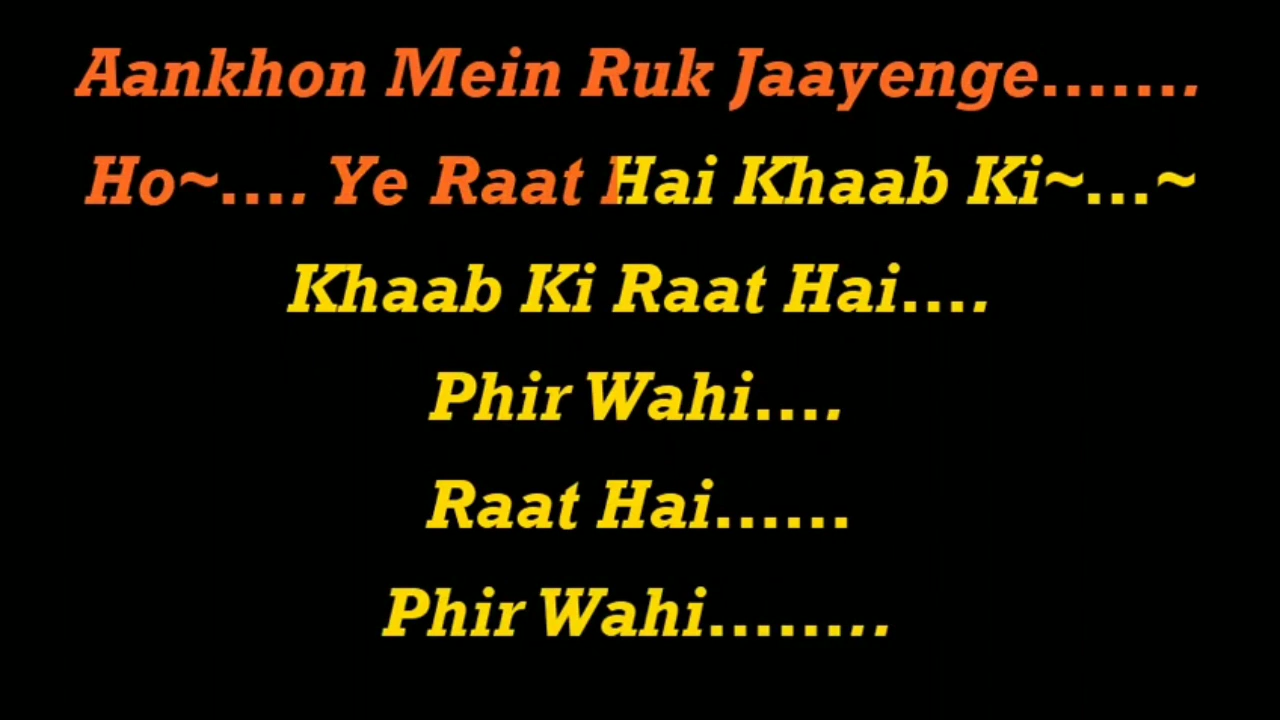 Aankhon Mein Ruk Jaayenge.......
Ho~.... Ye Raat Hai Khaab Ki~...~
Khaab Ki Raat Hai....
Phir Wahi....
Raat Hai......
Phir Wahi........